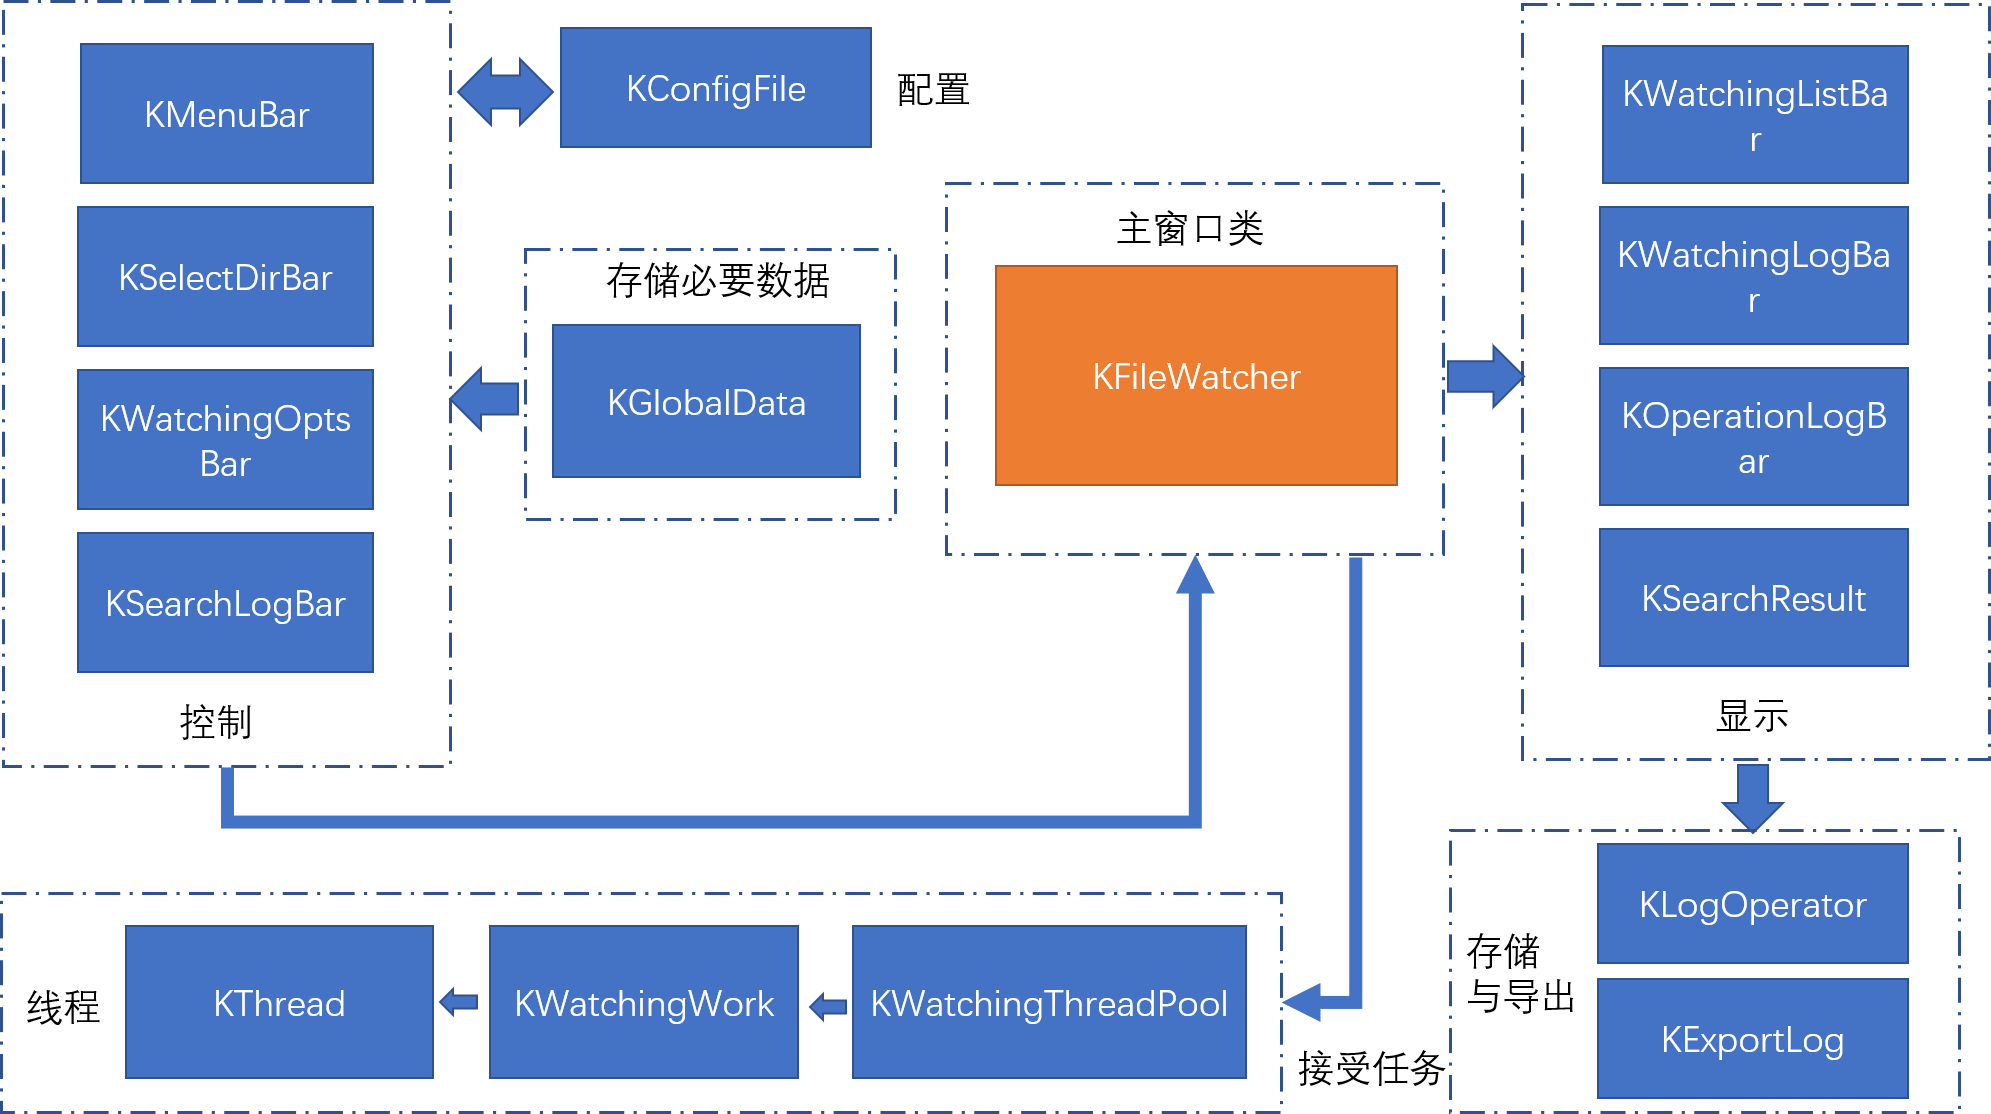 KMenuBar
KSelectDirBar
KWatchingOpts
Bar
KSearchLogBar
控制
KConfigFile
配置
存储必要数据
KGlobalData
主窗口类
KFileWatcher
KWatchingListBa
r
KWatchingLogBa
r
KOperationLogB
ar
KSearchResult
显示
线程
KThread
KWatchingWork
KWatchingThreadPool
接受任务
存储
与导出
KLogOperator
KExportLog